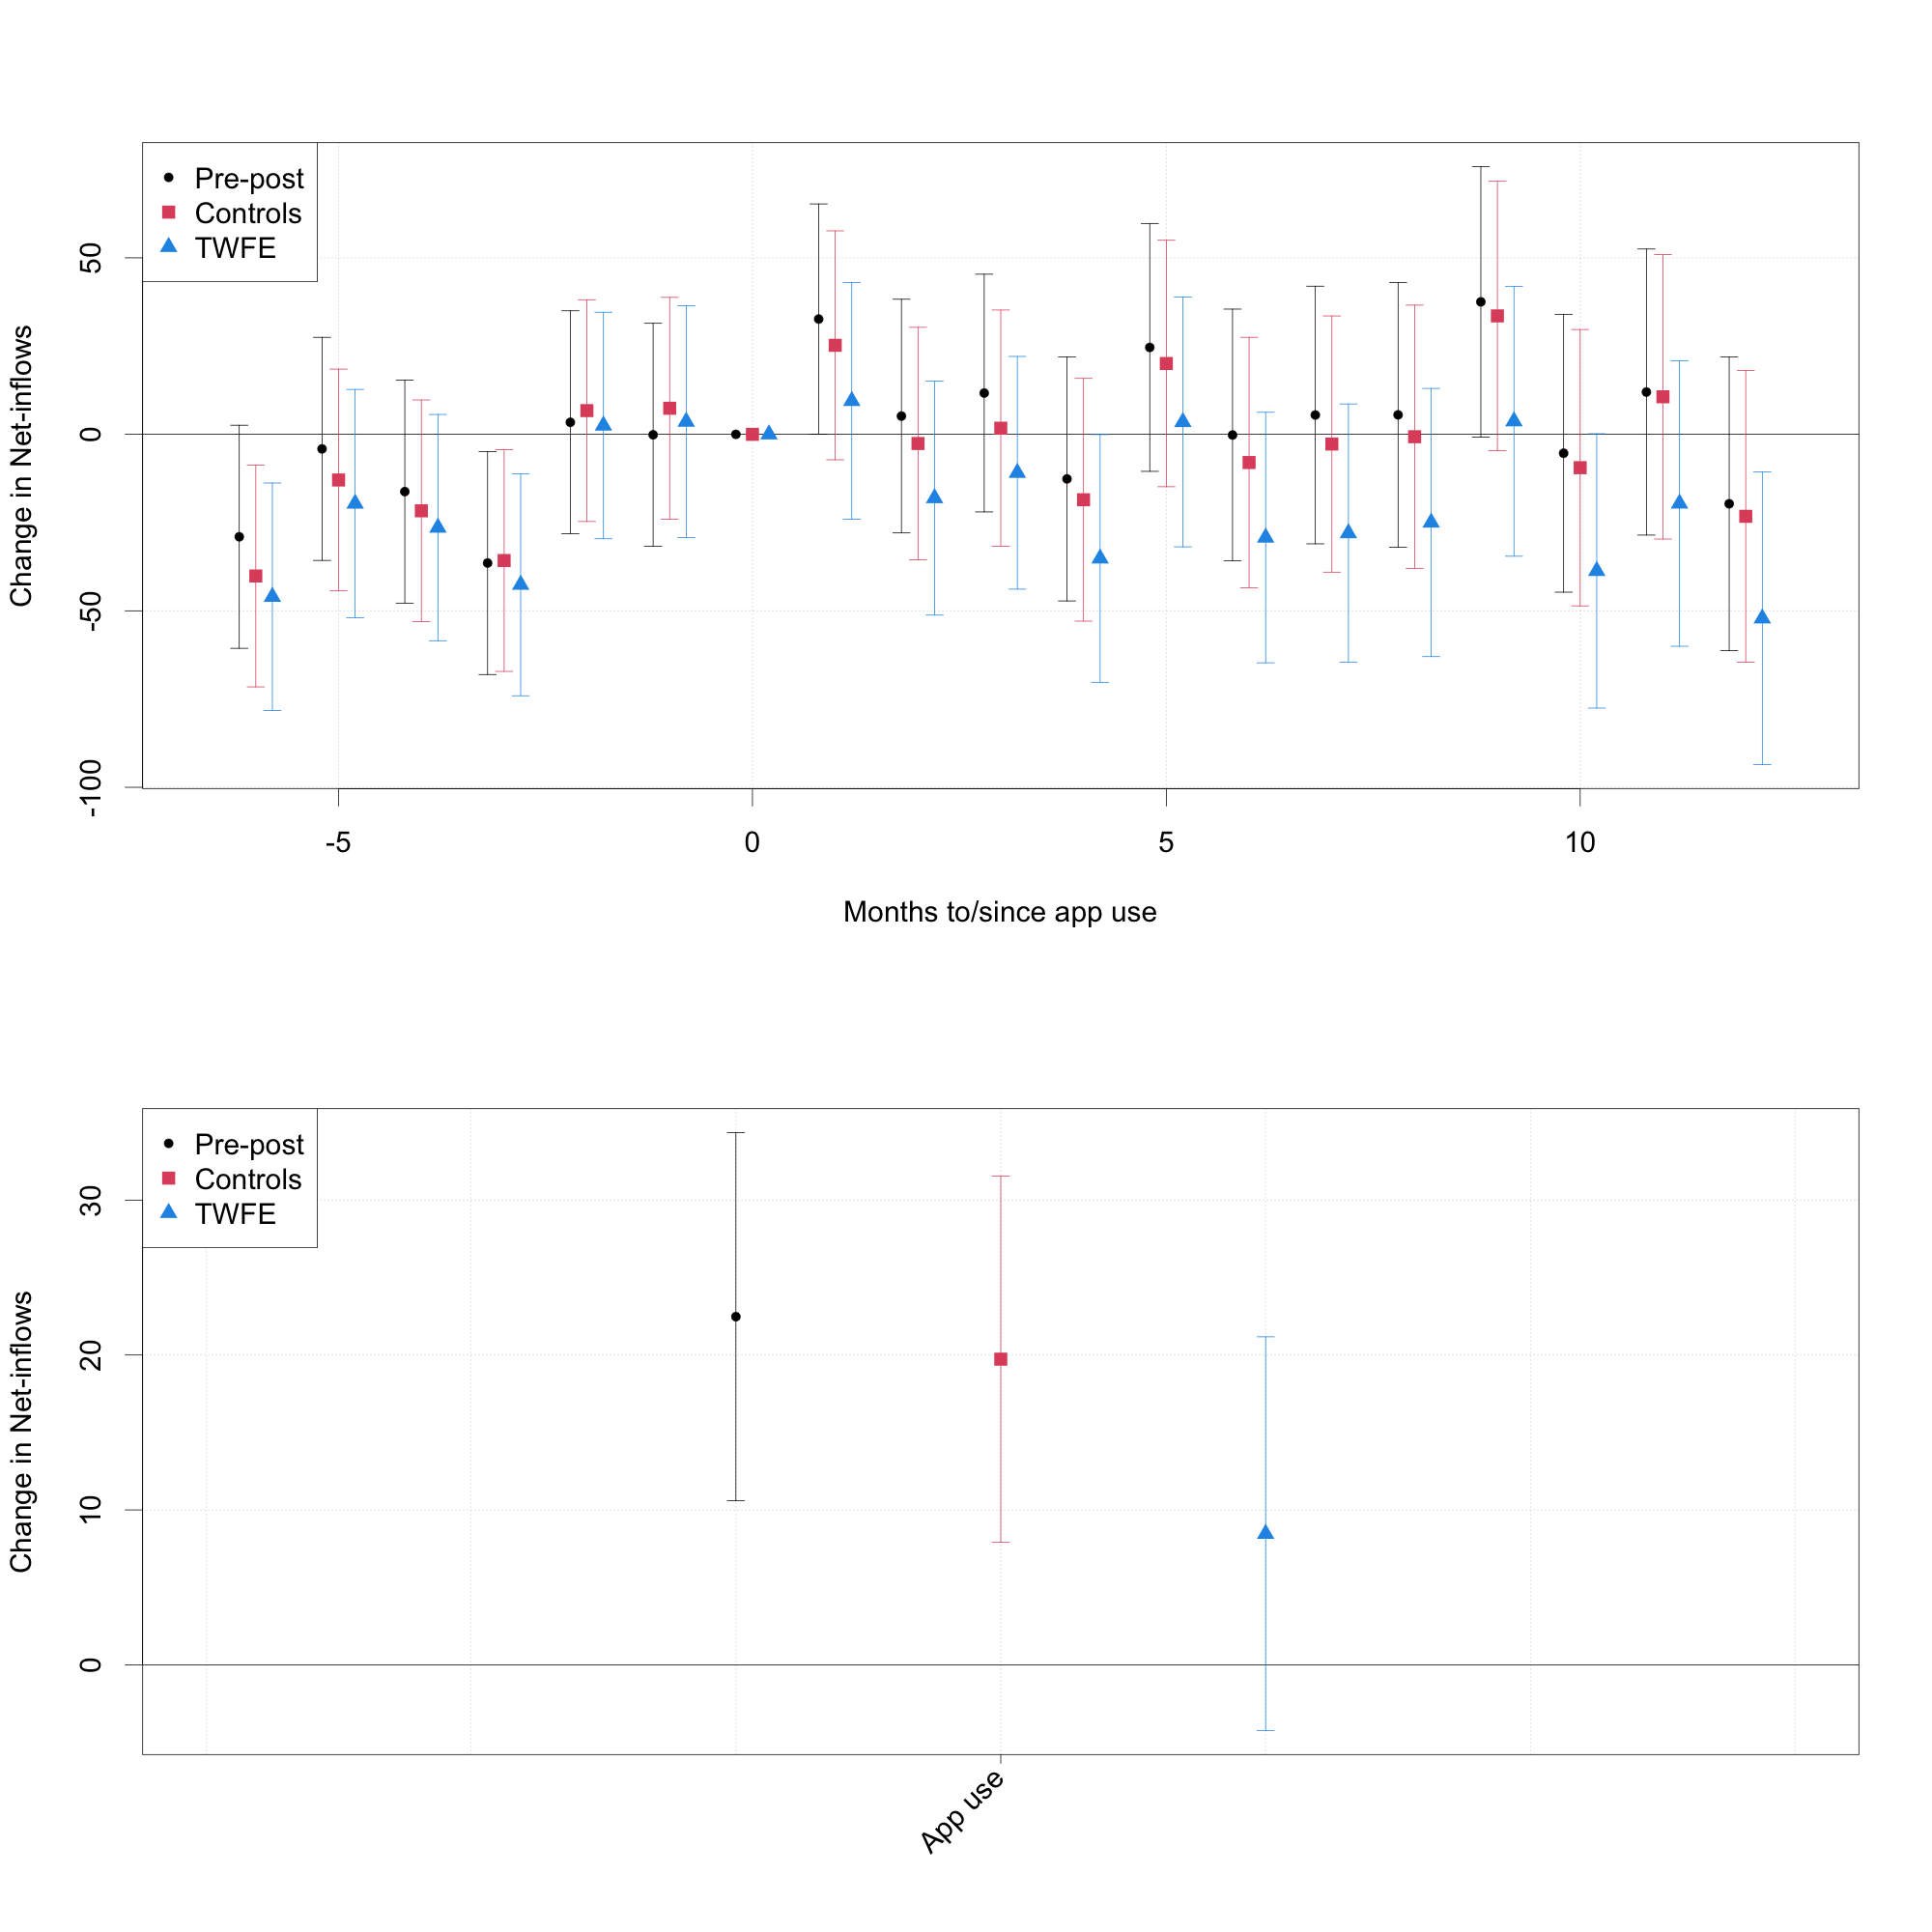 Pre-post
Controls
TWFE
Change in Net-inflows
50
0
-50
-100
-5
0
5
10
Months to/since app use
Pre-post
Controls
TWFE
Change in Net-inflows
30
20
10
0
App use